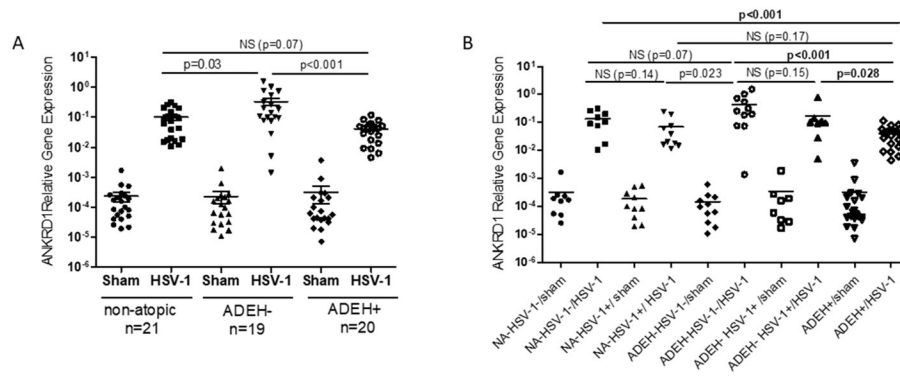 A
NS (p=0.07)
p=0.03
p<0.001
ANKRD1Relative Gene Expression
10^1
10^0
10^-1
10^-2
10^-3
10^-4
10^-5
10^-6
Sham HSV-1 Sham HSV-1 Sham HSV-1
non-atopic ADEH- ADEH+
n=21 n=19 n=20
B
p<0.001
NS (p=0.17)
NS (p=0.07) p<0.001
NS (p=0.14) p=0.023 NS (p=0.15) p=0.028
ANKRD1 Relative Gene Expression
10^2
10^1
10^0
10^-1
10^-2
10^-3
10^-4
10^-5
10^-6
NA-HSV-1-/sham
NA-HSV-1-/HSV-1
NA-HSV-1+/ sham
NA-HSV-1+/ HSV-1
ADEH-HSV-1-/sham
ADEH-HSV-1-/HSV-1
ADEH- HSV-1+ /sham
ADEH- HSV-1+/HSV-1
ADEH+/sham
ADEH+/HSV-1